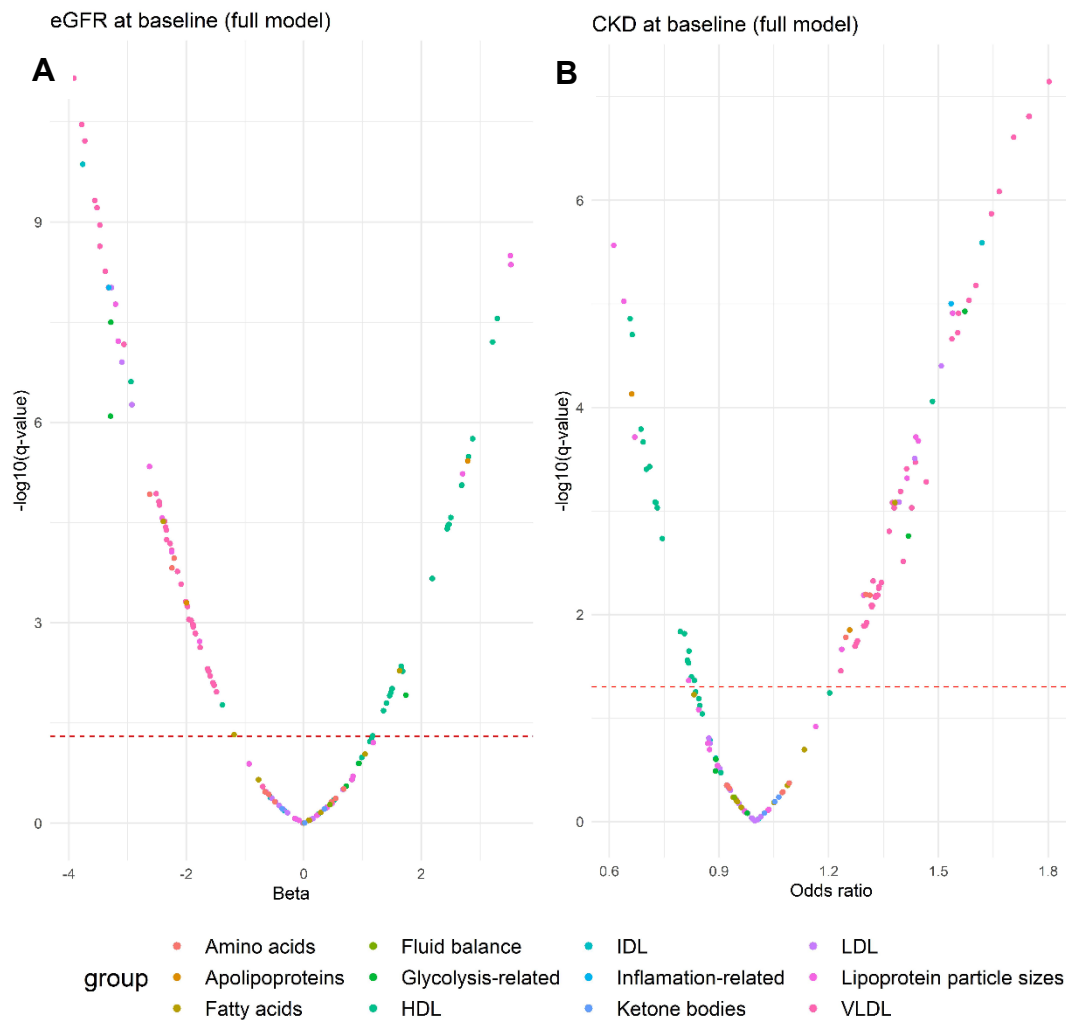 eGFR at baseline (full model)
CKD at baseline (full model)
A
B
-log10(q-value)
9
6
3
0
-4
-2
0
2
Beta
-log10(q-value)
6
4
2
0
0.6
0.9
1.2
1.5
1.8
Odds ratio
group
Amino acids
Apolipoproteins
Fatty acids
Fluid balance
Glycolysis-related
HDL
IDL
Inflamation-related
Ketone bodies
LDL
Lipoprotein particle sizes
VLDL